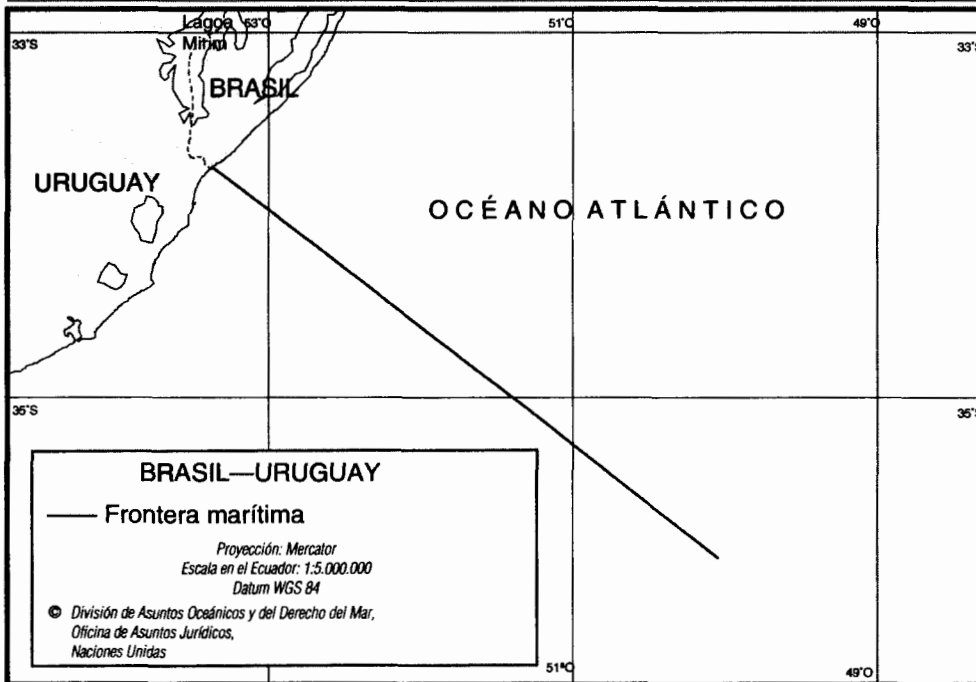 Lagoa
Mirim
53°O
51°O
49°O
33°S
33°S
BRASIL
URUGUAY
OCÉANO ATLÁNTICO
35°S
35°S
BRASIL—URUGUAY
Frontera marítima
Proyección: Mercator
Escala en el Ecuador: 1:5.000.000
Datum WGS 84
© División de Asuntos Oceánicos y del Derecho del Mar,
Oficina de Asuntos Jurídicos,
Naciones Unidas
51°O
49°O